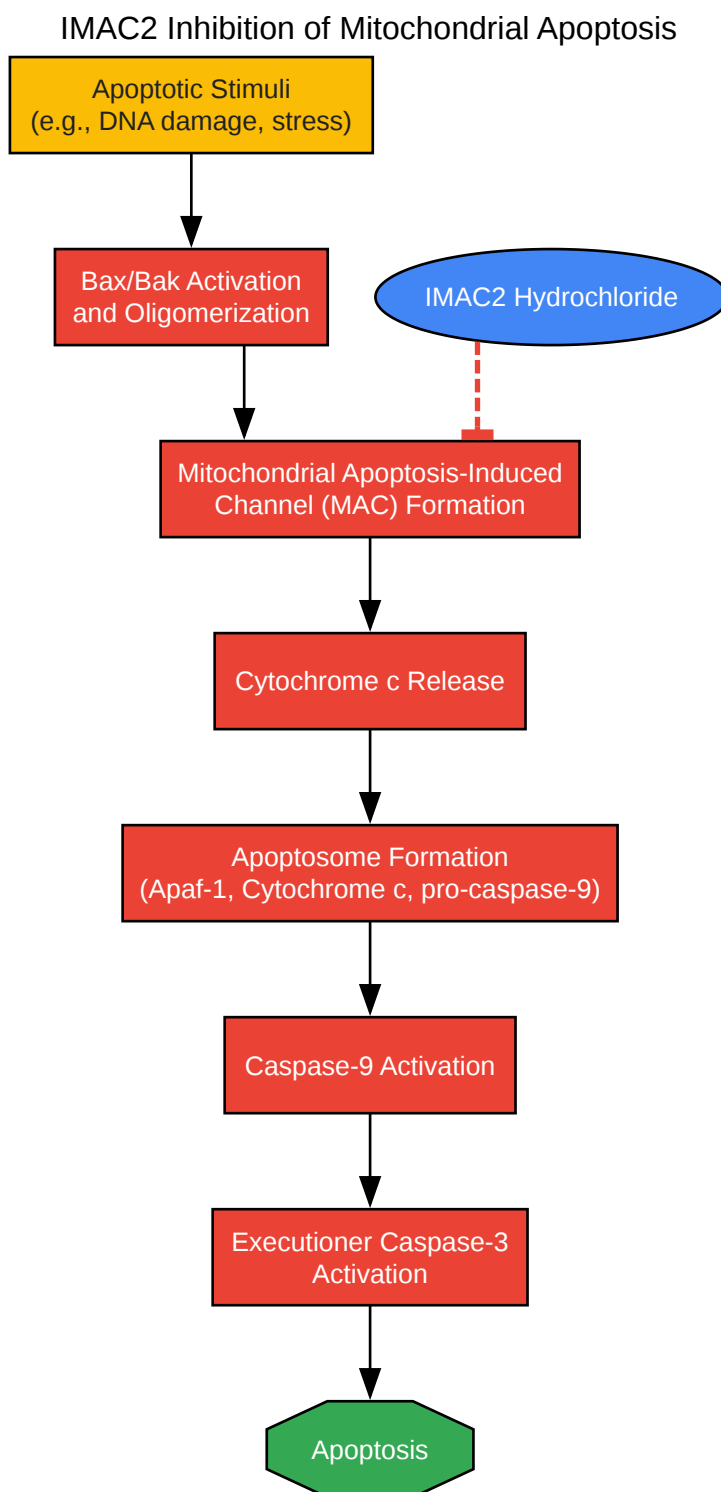 IMAC2 Inhibition of Mitochondrial Apoptosis
Apoptotic Stimuli
(e.g., DNA damage, stress)
Bax/Bak Activation
and Oligomerization
IMAC2 Hydrochloride
Mitochondrial Apoptosis-Induced
Channel (MAC) Formation
Cytochrome c Release
Apoptosome Formation
(Apaf-1, Cytochrome c, pro-caspase-9)
Caspase-9 Activation
Executioner Caspase-3
Activation
Apoptosis